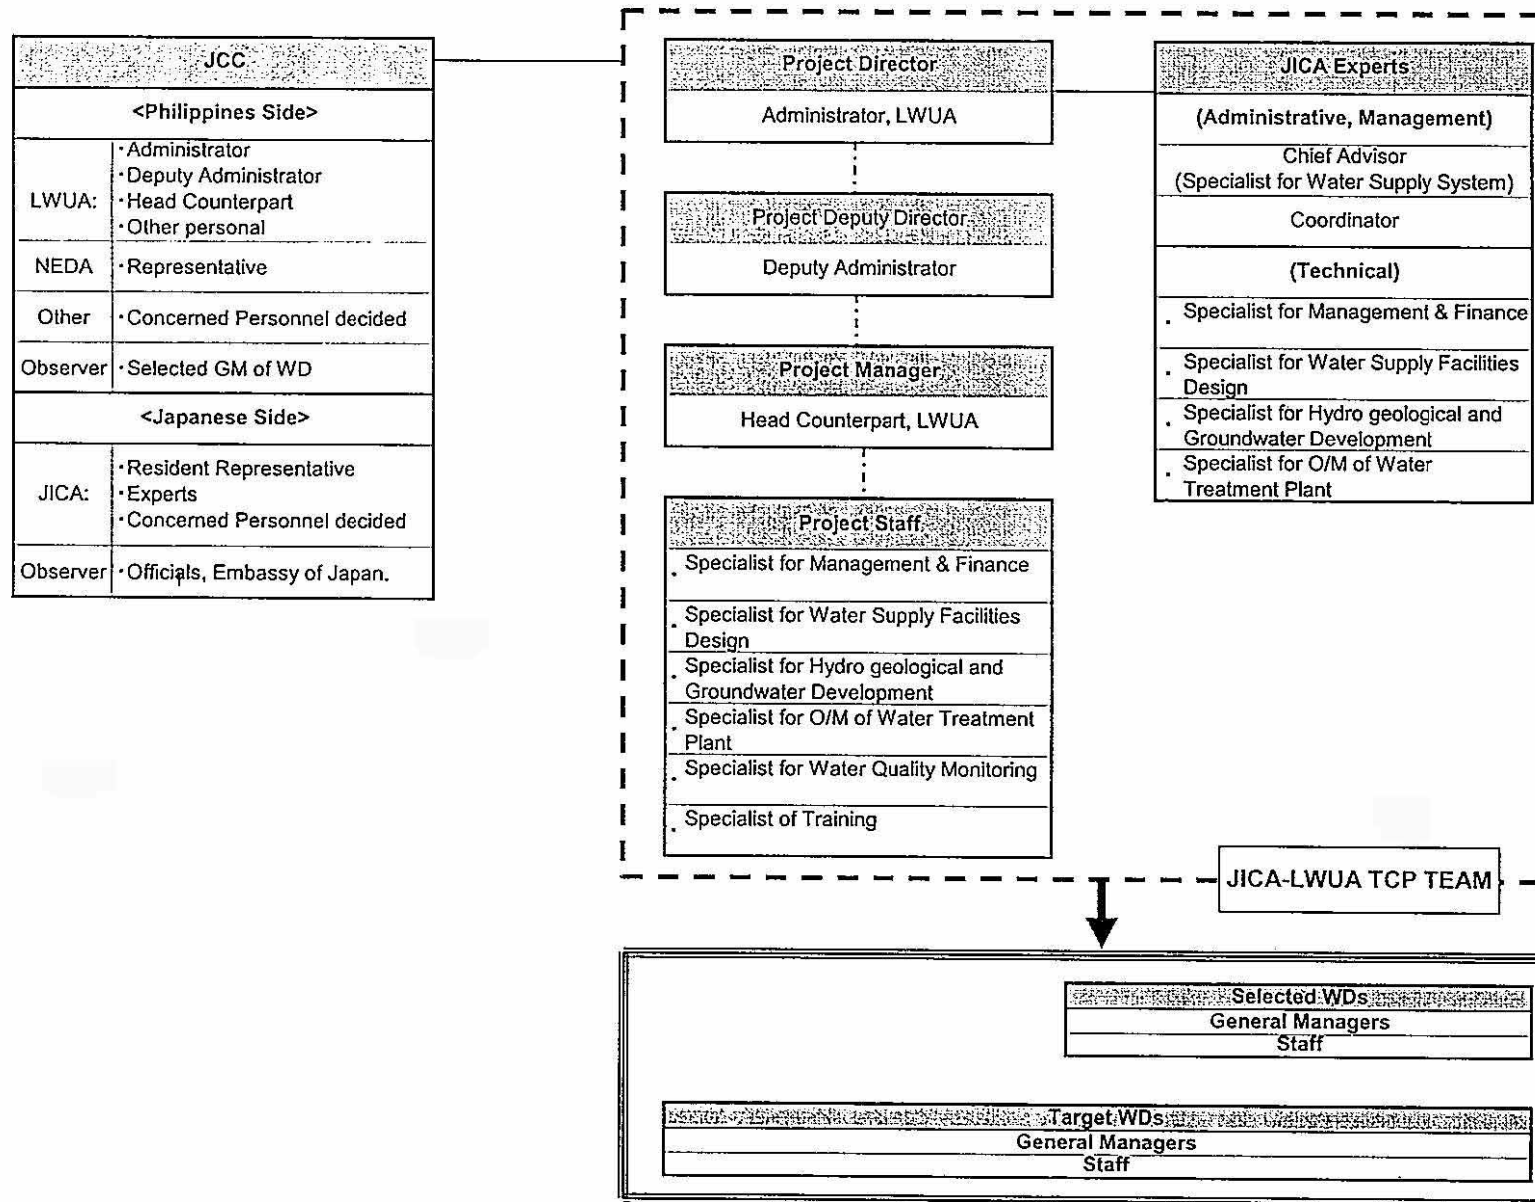 JCC
<Philippines Side>
LWUA:
・Administrator
・Deputy Administrator
・Head Counterpart
・Other personal
NEDA
・Representative
Other
・Concerned Personnel decided
Observer
・Selected GM of WD
<Japanese Side>
JICA:
・Resident Representative
・Experts
・Concerned Personnel decided
Observer
・Officials, Embassy of Japan.
Project Director
Administrator, LWUA
Project Deputy Director
Deputy Administrator
Project Manager
Head Counterpart, LWUA
Project Staff
. Specialist for Management & Finance
. Specialist for Water Supply Facilities
Design
. Specialist for Hydro geological and
Groundwater Development
. Specialist for O/M of Water Treatment
Plant
. Specialist for Water Quality Monitoring
. Specialist of Training
JICA Experts
(Administrative, Management)
Chief Advisor
(Specialist for Water Supply System)
Coordinator
(Technical)
. Specialist for Management & Finance
. Specialist for Water Supply Facilities
Design
. Specialist for Hydro geological and
Groundwater Development
. Specialist for O/M of Water
Treatment Plant
JICA-LWUA TCP TEAM
Selected WDs
General Managers
Staff
Target WDs
General Managers
Staff